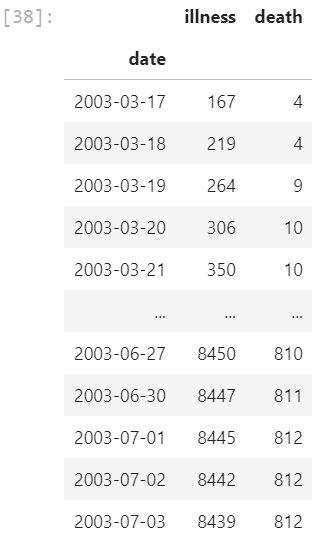 [38]: illness death
date
2003-03-17 167 4
2003-03-18 219 4
2003-03-19 264 9
2003-03-20 306 10
2003-03-21 350 10
... ... ...
2003-06-27 8450 810
2003-06-30 8447 811
2003-07-01 8445 812
2003-07-02 8442 812
2003-07-03 8439 812